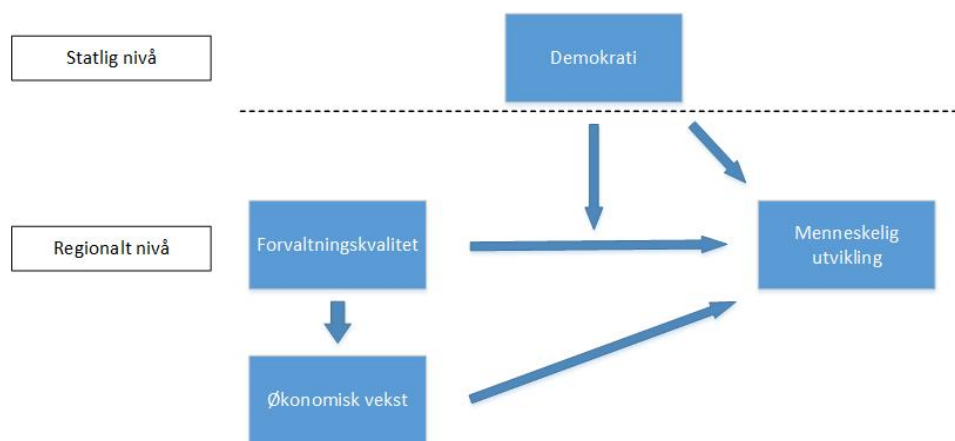 Statlig nivå
Demokrati
Regionalt nivå
Forvaltningskvalitet
Menneskelig
utvikling
Økonomisk vekst